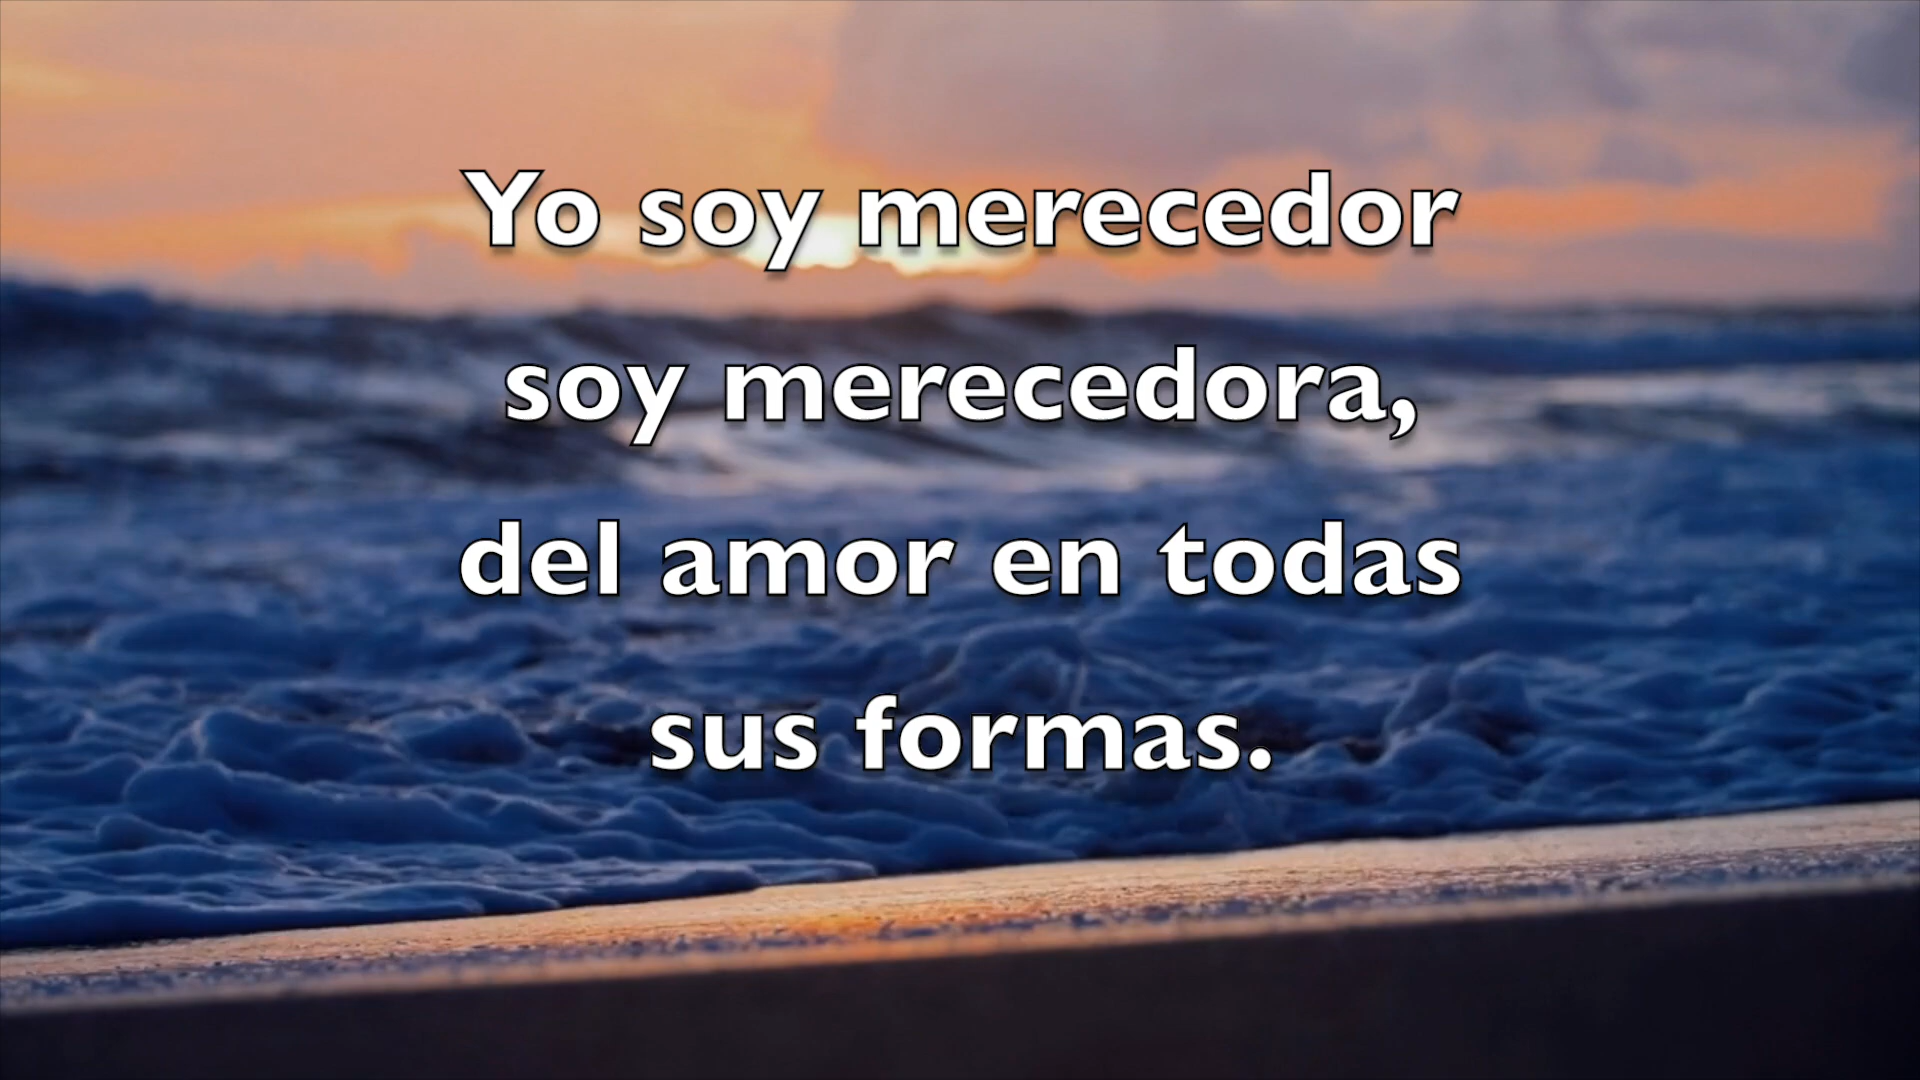 Yo soy merecedor
soy merecedora,
del amor en todas
sus formas.